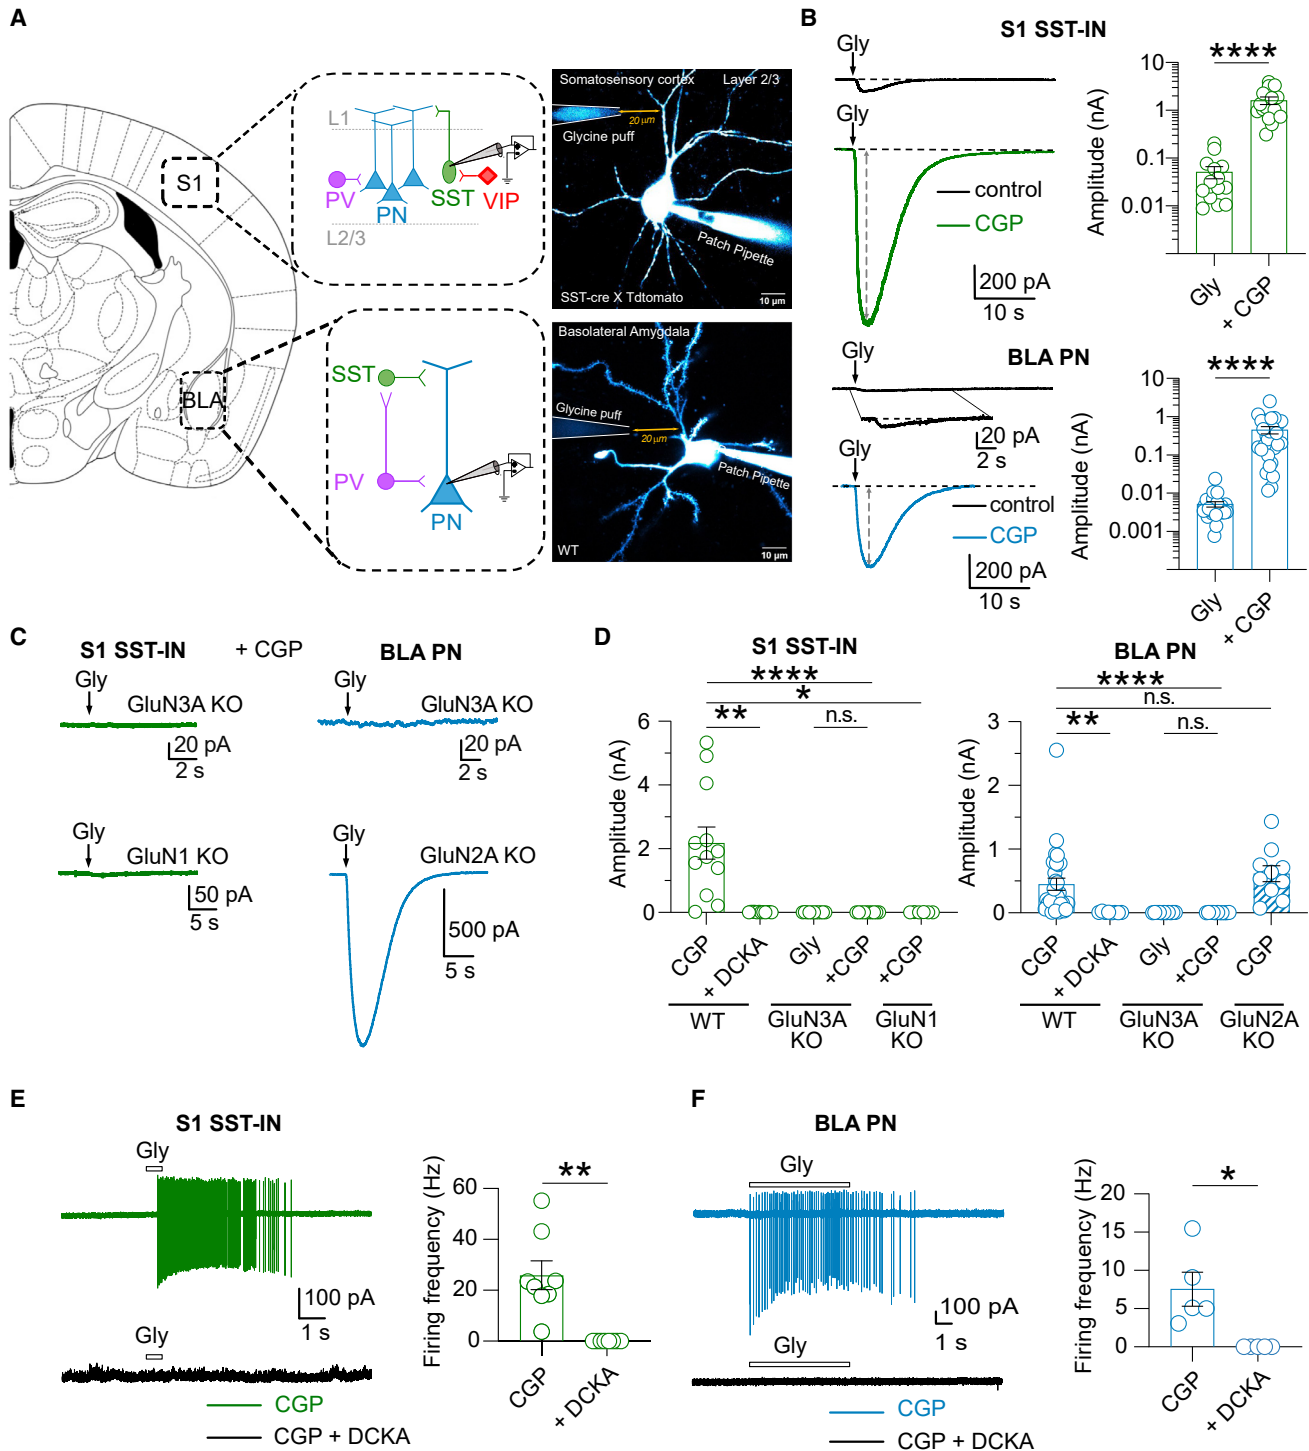 A
S1
BLA
L1
PV
PN
SST
VIP
L2/3
SST
PV
PN
Somatosensory cortex
Layer 2/3
20 µm
Glycine puff
Patch Pipette
SST-cre X Tdtomato
10 µm
Basolateral Amygdala
Glycine puff
20 µm
Patch Pipette
WT
10 µm
B
S1 SST-IN
Gly
Gly
control
CGP
200 pA
10 s
****
Amplitude (nA)
10
1
0.1
0.01
Gly
+ CGP
BLA PN
Gly
20 pA
2 s
Gly
control
CGP
200 pA
10 s
****
Amplitude (nA)
10
1
0.1
0.01
0.001
Gly
+ CGP
C
S1 SST-IN
+ CGP
BLA PN
Gly
GluN3A KO
20 pA
2 s
Gly
GluN3A KO
20 pA
2 s
Gly
GluN1 KO
50 pA
5 s
Gly
GluN2A KO
500 pA
5 s
D
S1 SST-IN
****
*
**
n.s.
Amplitude (nA)
6
4
2
0
CGP
+ DCKA
Gly
+CGP
+CGP
WT
GluN3A
KO
GluN1
KO
BLA PN
****
n.s.
**
n.s.
Amplitude (nA)
3
2
1
0
CGP
+ DCKA
Gly
+CGP
CGP
WT
GluN3A
KO
GluN2A
KO
E
S1 SST-IN
Gly
100 pA
1 s
Gly
CGP
CGP + DCKA
**
Firing frequency (Hz)
60
40
20
0
CGP
+ DCKA
F
BLA PN
Gly
100 pA
1 s
Gly
CGP
CGP + DCKA
*
Firing frequency (Hz)
20
15
10
5
0
CGP
+ DCKA